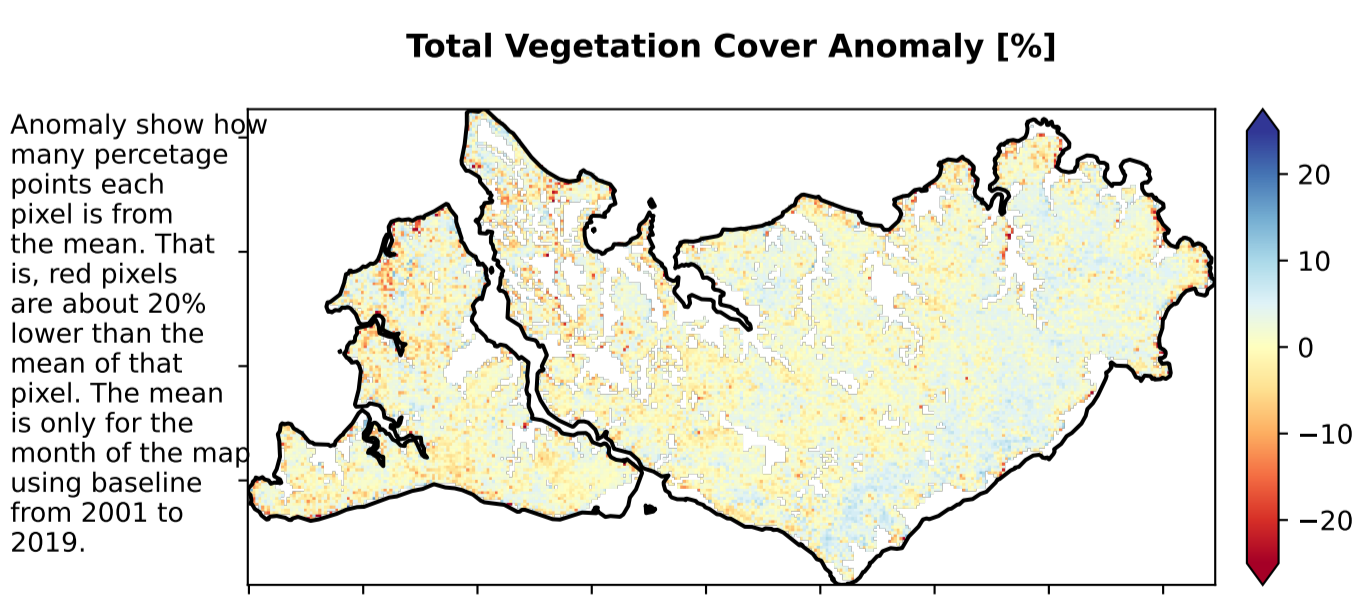 Total Vegetation Cover Anomaly [%]
Anomaly show how
many percetage
points each
pixel is from
the mean. That
is, red pixels
are about 20%
lower than the
mean of that
pixel. The mean
is only for the
month of the map
using baseline
from 2001 to
2019.
20
10
0
−10
−20